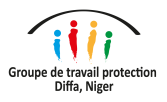 Groupe de travail protection
Diffa, Niger